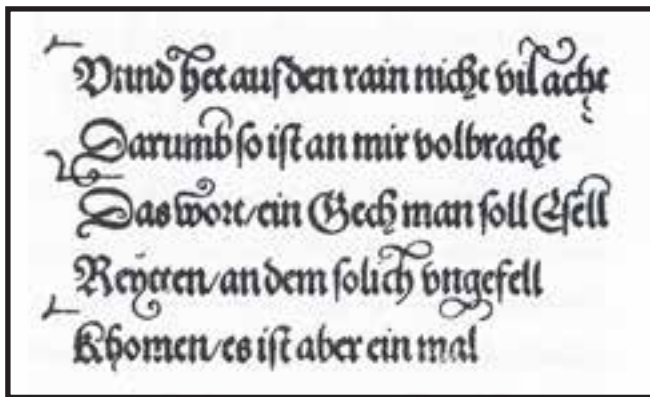 Vnnd het auf den rain nicht vil acht
Darumb so ist an mir volbracht
Das wort/ein Gech man soll Esell
Reytten/an dem solich vngefell
Khomen/es ist aber ein mal